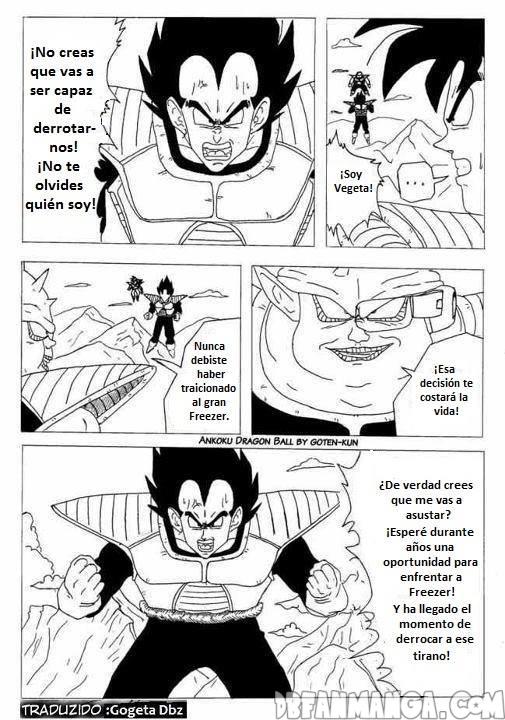 ¡No creas
que vas a
ser capaz
de
derrotar-
nos!
¡No te
olvides
quién soy!
¡Soy
Vegeta!
...
Nunca
debiste
haber
traicionado
al gran
Freezer.
¡Esa
decisión te
costará la
vida!
ANKOKU DRAGON BALL BY GOTEN-KUN
¿De verdad crees
que me vas a
asustar?
¡Esperé durante
años una
oportunidad para
enfrentar a
Freezer!
Y ha llegado el
momento de
derrocar a ese
tirano!
TRADUZIDO :Gogeta Dbz
DBFANMANGA.COM